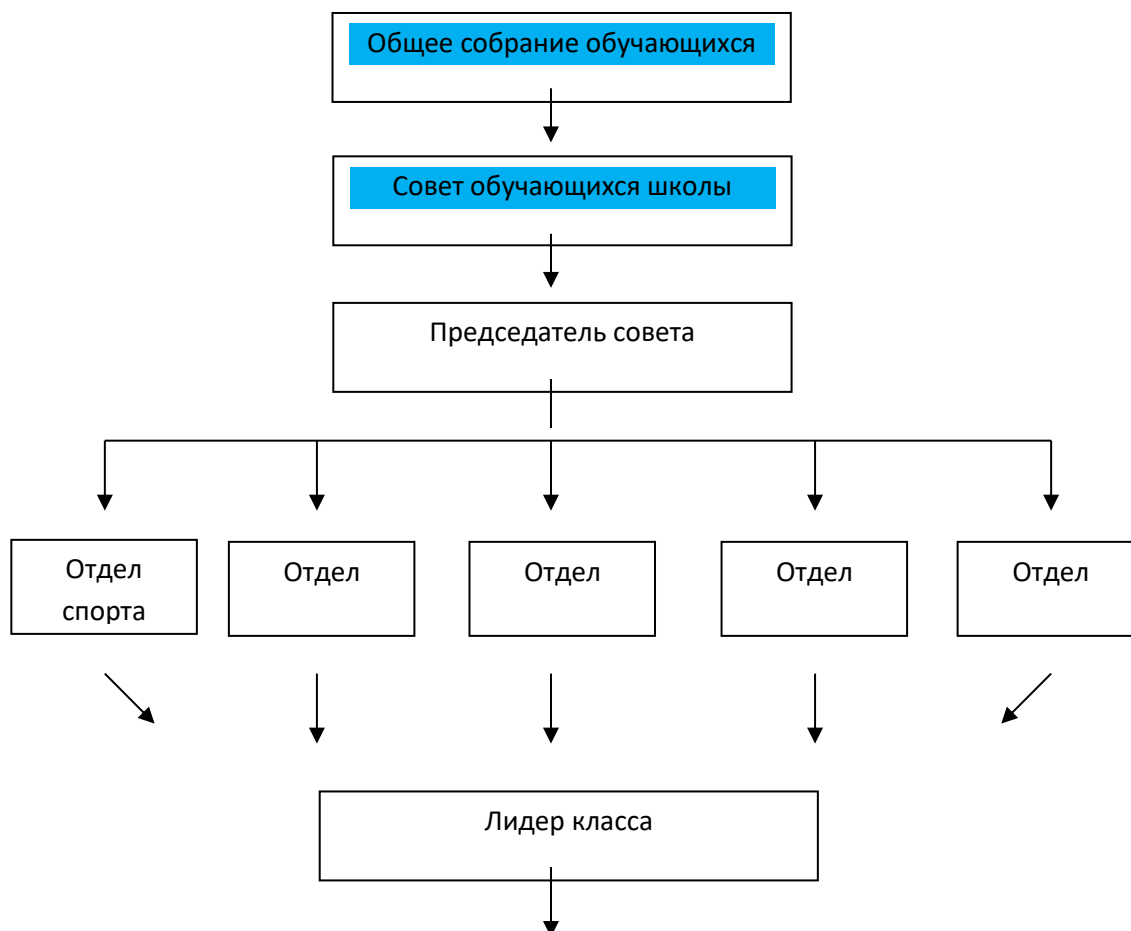 Общее собрание обучающихся
Совет обучающихся школы
Председатель совета
Отдел
спорта
Отдел
Отдел
Отдел
Отдел
Лидер класса